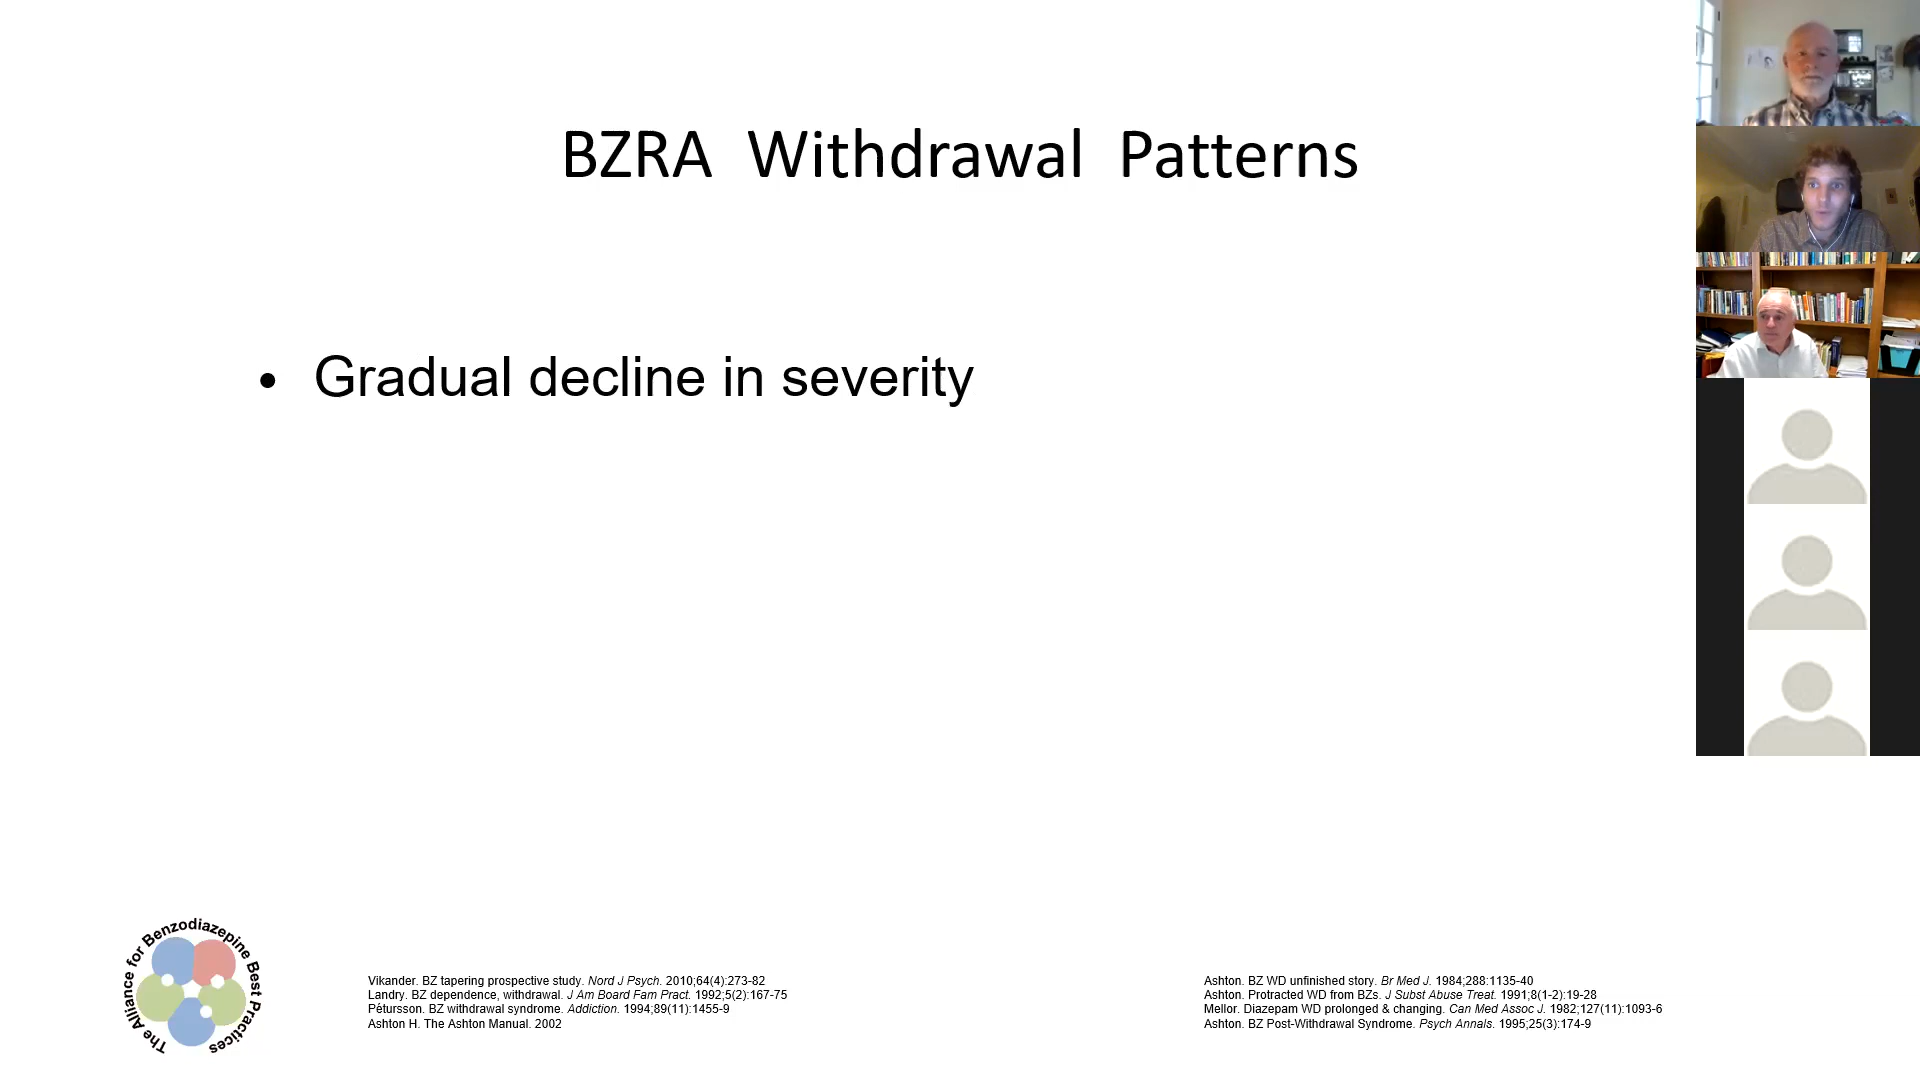 BZRA Withdrawal Patterns
• Gradual decline in severity
The Alliance for Benzodiazepine Best Practices
Vikander. BZ tapering prospective study. Nord J Psych. 2010;64(4):273-82
Landry. BZ dependence, withdrawal. J Am Board Fam Pract. 1992;5(2):167-75
Pétursson. BZ withdrawal syndrome. Addiction. 1994;89(11):1455-9
Ashton H. The Ashton Manual. 2002
Ashton. BZ WD unfinished story. Br Med J. 1984;288:1135-40
Ashton. Protracted WD from BZs. J Subst Abuse Treat. 1991;8(1-2):19-28
Mellor. Diazepam WD prolonged & changing. Can Med Assoc J. 1982;127(11):1093-6
Ashton. BZ Post-Withdrawal Syndrome. Psych Annals. 1995;25(3):174-9